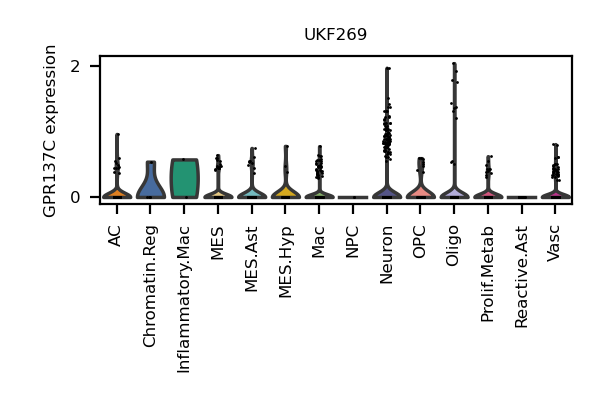 UKF269
GPR137C expression
2
0
AC
Chromatin.Reg
Inflammatory.Mac
MES
MES.Ast
MES.Hyp
Mac
NPC
Neuron
OPC
Oligo
Prolif.Metab
Reactive.Ast
Vasc